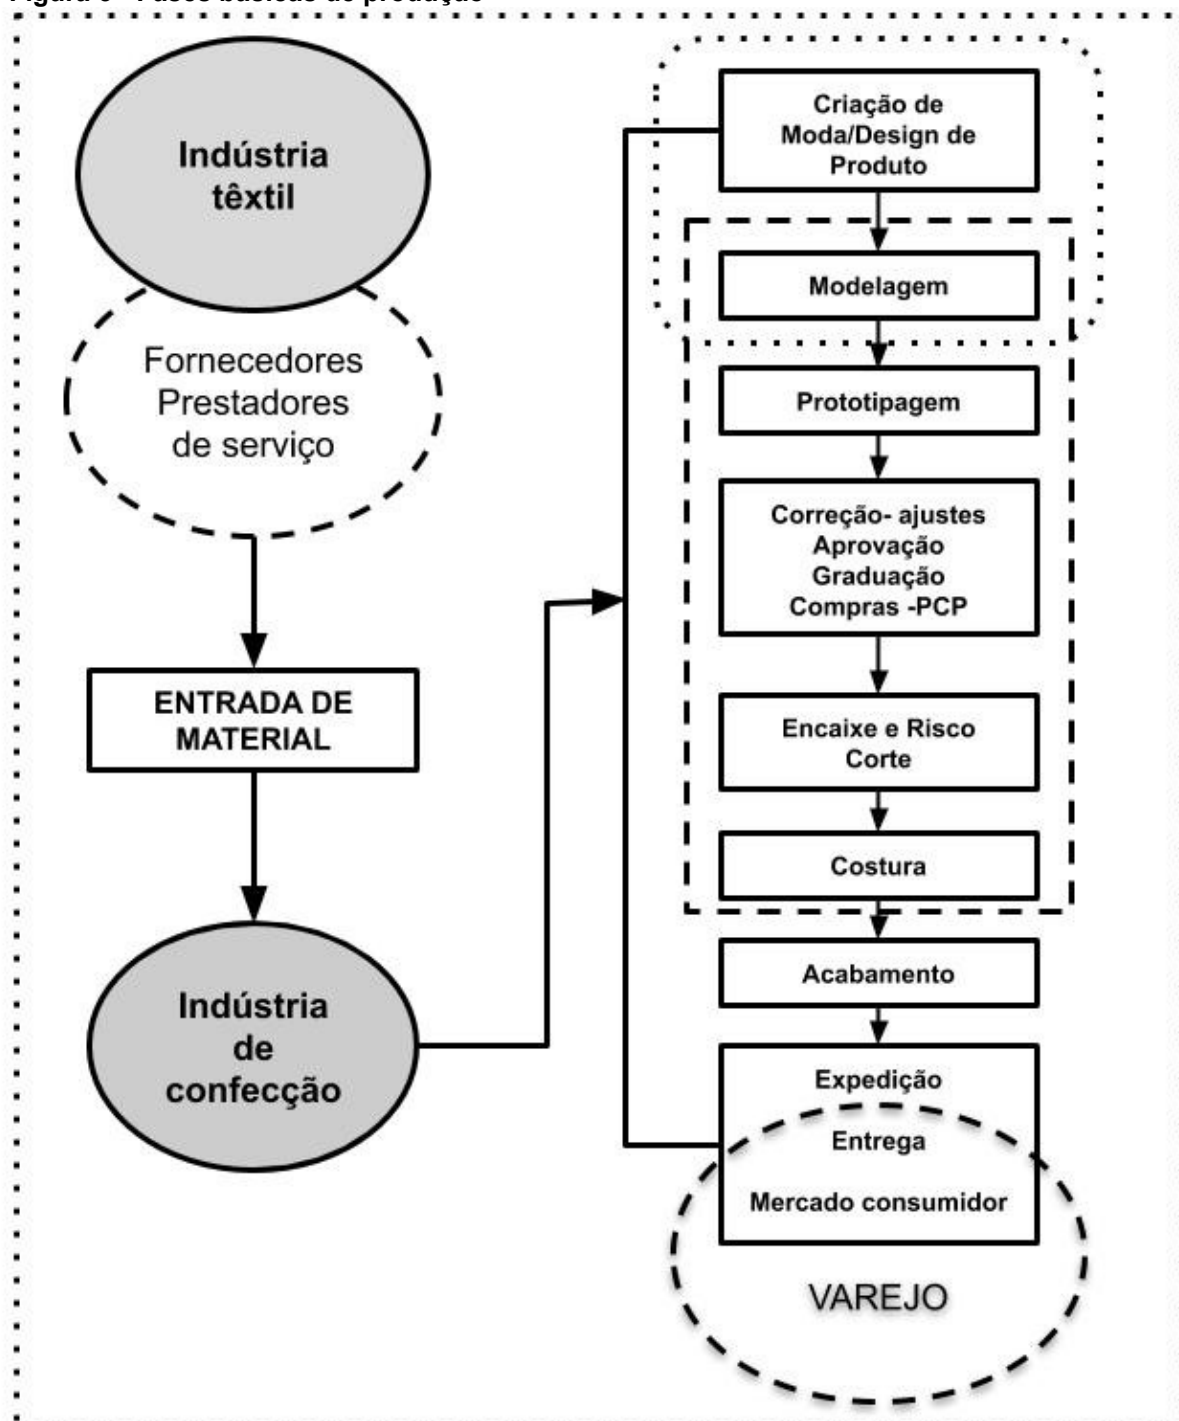 Indústria
têxtil
Fornecedores
Prestadores
de serviço
ENTRADA DE
MATERIAL
Indústria
de
confecção
Criação de
Moda/Design de
Produto
Modelagem
Prototipagem
Correção- ajustes
Aprovação
Graduação
Compras -PCP
Encaixe e Risco
Corte
Costura
Acabamento
Expedição
Entrega
Mercado consumidor
VAREJO